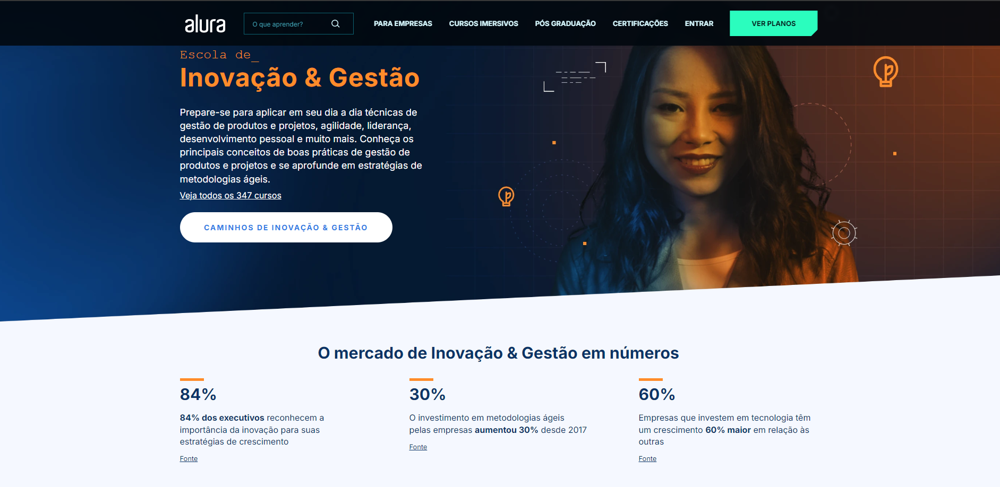 alura
O que aprender?
PARA EMPRESAS
CURSOS IMERSIVOS
PÓS GRADUAÇÃO
CERTIFICAÇÕES
ENTRAR
VER PLANOS
Escola de_
Inovação & Gestão
Prepare-se para aplicar em seu dia a dia técnicas de
gestão de produtos e projetos, agilidade, liderança,
desenvolvimento pessoal e muito mais. Conheça os
principais conceitos de boas práticas de gestão de
produtos e projetos e se aprofunde em estratégias de
metodologias ágeis.
Veja todos os 347 cursos
CAMINHOS DE INOVAÇÃO & GESTÃO
O mercado de Inovação & Gestão em números
84%
84% dos executivos reconhecem a
importância da inovação para suas
estratégias de crescimento
Fonte
30%
O investimento em metodologias ágeis
pelas empresas aumentou 30% desde 2017
Fonte
60%
Empresas que investem em tecnologia têm
um crescimento 60% maior em relação às
outras
Fonte